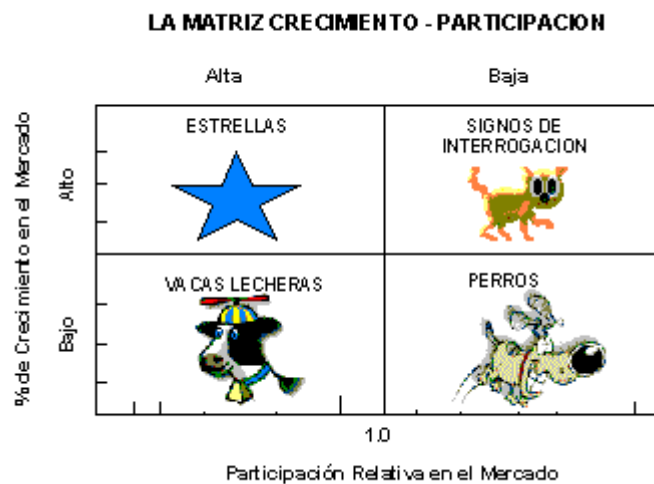 LA MATRIZ CRECIMIENTO - PARTICIPACION
Alta
Baja
% de Crecimiento en el Mercado
Alto
Bajo
ESTRELLAS
SIGNOS DE
INTERROGACION
VACAS LECHERAS
PERROS
1.0
Participación Relativa en el Mercado